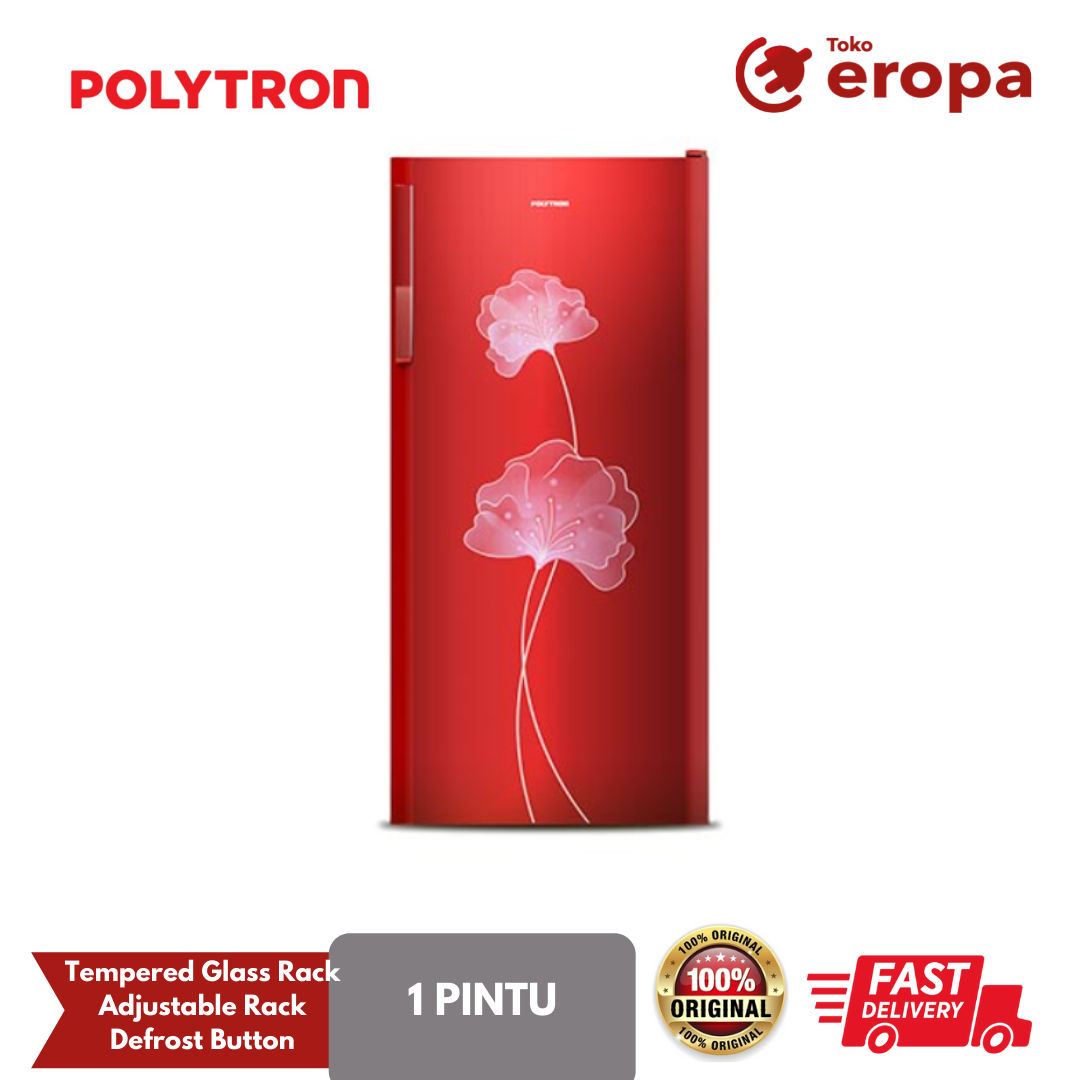 POLYTRON
Toko
eropa
POLYTRON
Tempered Glass Rack
Adjustable Rack
Defrost Button
1 PINTU
100% ORIGINAL
100%
ORIGINAL
100% ORIGINAL
FAST
DELIVERY